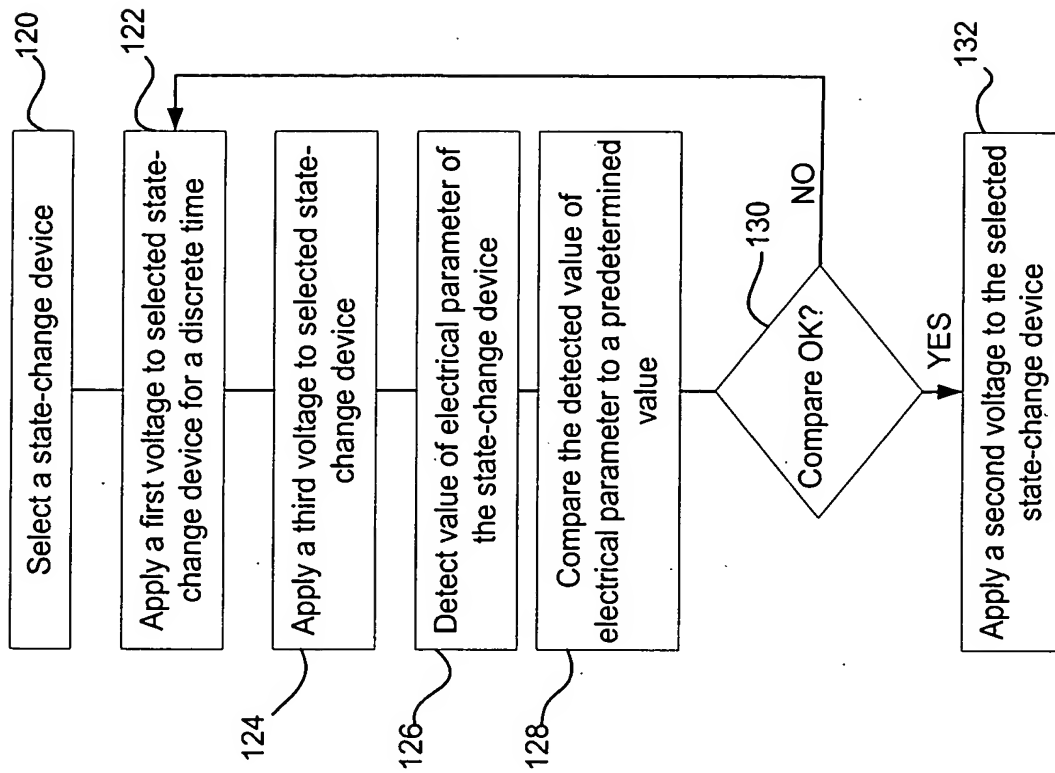 120
Select a state-change device
122
Apply a first voltage to selected state-
change device for a discrete time
Apply a third voltage to selected state-
change device
124
Detect value of electrical parameter of
the state-change device
126
Compare the detected value of
electrical parameter to a predetermined
value
128
130
Compare OK?
NO
YES
132
Apply a second voltage to the selected
state-change device